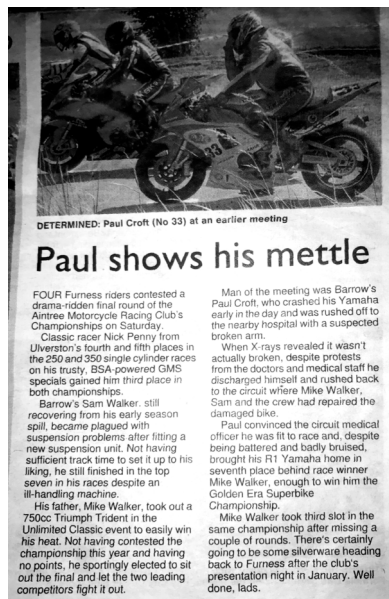 33
DETERMINED: Paul Croft (No 33) at an earlier meeting
Paul shows his mettle
FOUR Furness riders contested a
drama-ridden final round of the
Aintree Motorcycle Racing Club's
Championships on Saturday.
Classic racer Nick Penny from
Ulverston's fourth and fifth places in
the 250 and 350 single cylinder races
on his trusty, BSA-powered GMS
specials gained him third place in
both championships.
Barrow's Sam Walker. still
recovering from his early season
spill, became plagued with
suspension problems after fitting a
new suspension unit. Not having
sufficient track time to set it up to his
liking, he still finished in the top
seven in his races despite an
ill-handling machine.
His father, Mike Walker, took out a
750cc Triumph Trident in the
Unlimited Classic event to easily win
his heat. Not having contested the
championship this year and having
no points, he sportingly elected to sit
out the final and let the two leading
competitors fight it out.
Man of the meeting was Barrow's
Paul Croft, who crashed his Yamaha
early in the day and was rushed off to
the nearby hospital with a suspected
broken arm.
When X-rays revealed it wasn't
actually broken, despite protests
from the doctors and medical staff he
discharged himself and rushed back
to the circuit where Mike Walker,
Sam and the crew had repaired the
damaged bike.
Paul convinced the circuit medical
officer he was fit to race and, despite
being battered and badly bruised,
brought his R1 Yamaha home in
seventh place behind race winner
Mike Walker, enough to win him the
Golden Era Superbike
Championship.
Mike Walker took third slot in the
same championship after missing a
couple of rounds. There's certainly
going to be some silverware heading
back to Furness after the club's
presentation night in January. Well
done, lads.